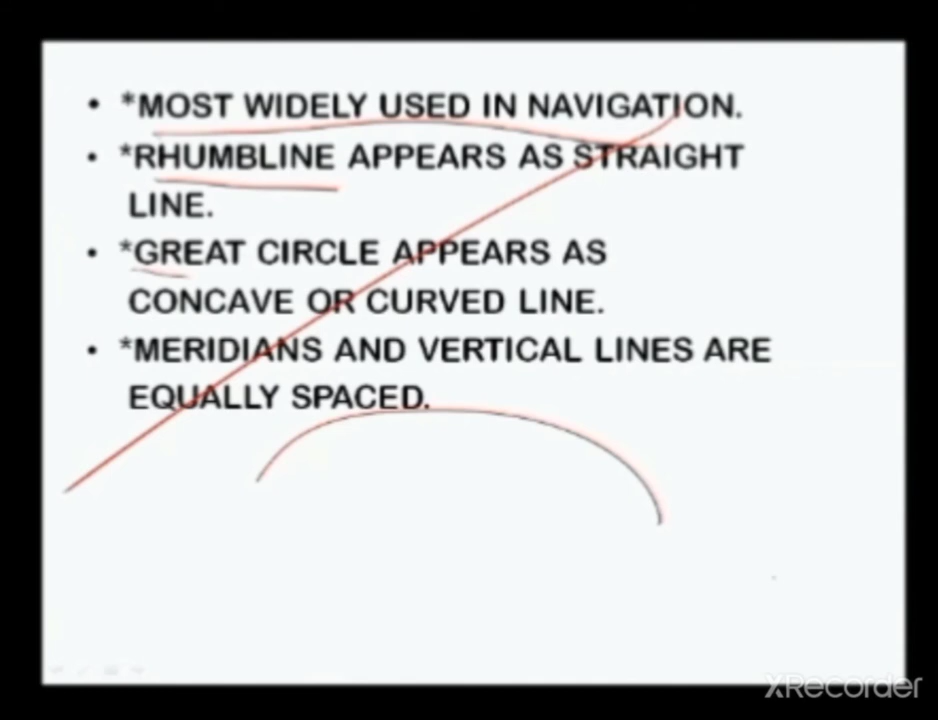 • *MOST WIDELY USED IN NAVIGATION.
• *RHUMBLINE APPEARS AS STRAIGHT
LINE.
• *GREAT CIRCLE APPEARS AS
CONCAVE OR CURVED LINE.
• *MERIDIANS AND VERTICAL LINES ARE
EQUALLY SPACED.
XRecorder